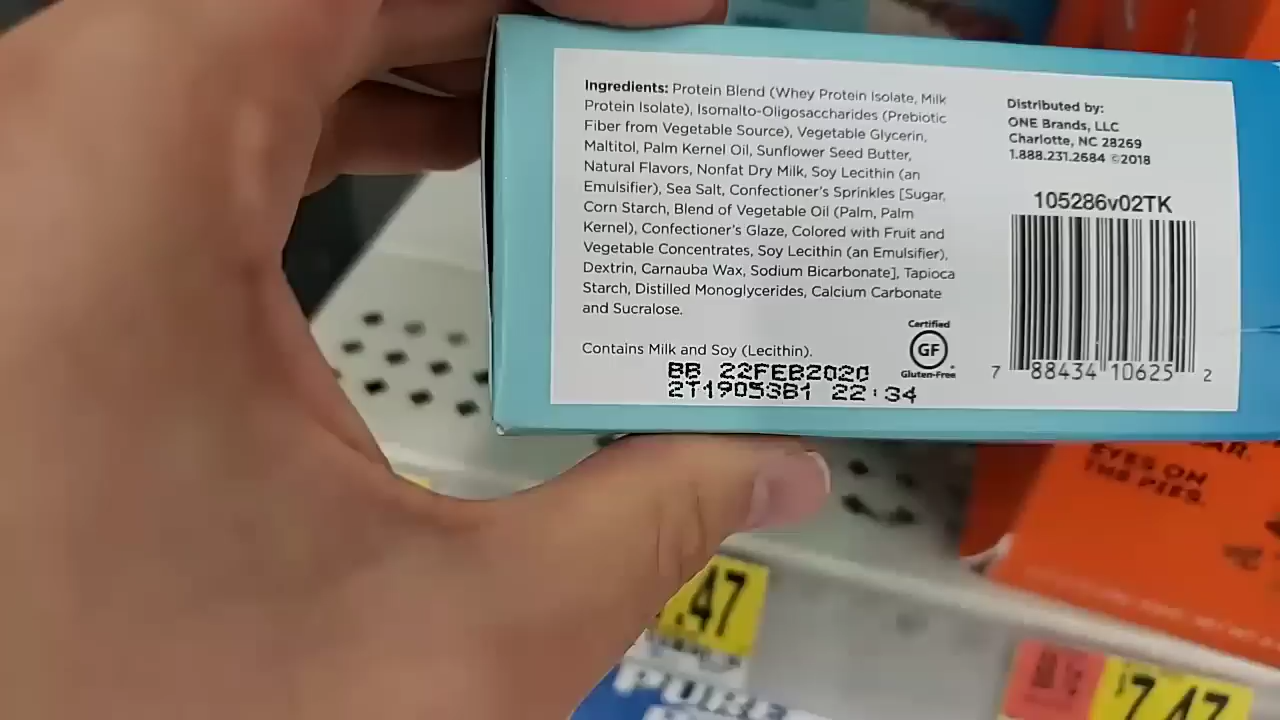 Ingredients: Protein Blend (Whey Protein Isolate, Milk
Protein Isolate), Isomalto-Oligosaccharides (Prebiotic
Fiber from Vegetable Source), Vegetable Glycerin,
Maltitol, Palm Kernel Oil, Sunflower Seed Butter,
Natural Flavors, Nonfat Dry Milk, Soy Lecithin (an
Emulsifier), Sea Salt, Confectioner's Sprinkles [Sugar,
Corn Starch, Blend of Vegetable Oil (Palm, Palm
Kernel), Confectioner's Glaze, Colored with Fruit and
Vegetable Concentrates, Soy Lecithin (an Emulsifier),
Dextrin, Carnauba Wax, Sodium Bicarbonate], Tapioca
Starch, Distilled Monoglycerides, Calcium Carbonate
and Sucralose.
Contains Milk and Soy (Lecithin).
BB 22FEB2020
2T19053B1 22:34
Certified
GF
Gluten-Free
Distributed by:
ONE Brands, LLC
Charlotte, NC 28269
1.888.231.2684 ©2018
105286v02TK
7 88434 10625 2
EYES ON
THE PIES.
.47
$7.47
PURE